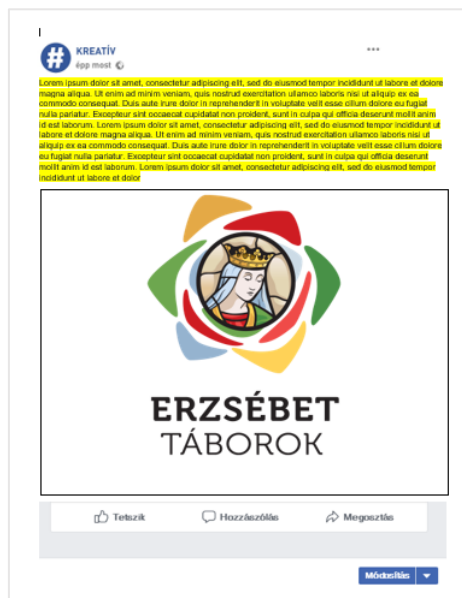 #
KREATÍV
épp most
Lorem ipsum dolor sit amet, consectetur adipiscing elit, sed do eiusmod tempor incididunt ut labore et dolore
magna aliqua. Ut enim ad minim veniam, quis nostrud exercitation ullamco laboris nisi ut aliquip ex ea
commodo consequat. Duis aute irure dolor in reprehenderit in voluptate velit esse cillum dolore eu fugiat
nulla pariatur. Excepteur sint occaecat cupidatat non proident, sunt in culpa qui officia deserunt mollit anim
id est laborum. Lorem ipsum dolor sit amet, consectetur adipiscing elit, sed do eiusmod tempor incididunt ut
labore et dolore magna aliqua. Ut enim ad minim veniam, quis nostrud exercitation ullamco laboris nisi ut
aliquip ex ea commodo consequat. Duis aute irure dolor in reprehenderit in voluptate velit esse cillum dolore
eu fugiat nulla pariatur. Excepteur sint occaecat cupidatat non proident, sunt in culpa qui officia deserunt
mollit anim id est laborum. Lorem ipsum dolor sit amet, consectetur adipiscing elit, sed do eiusmod tempor
incididunt ut labore et dolor
ERZSÉBET
TÁBOROK
Tetszik Hozzászólás Megosztás
Módosítás